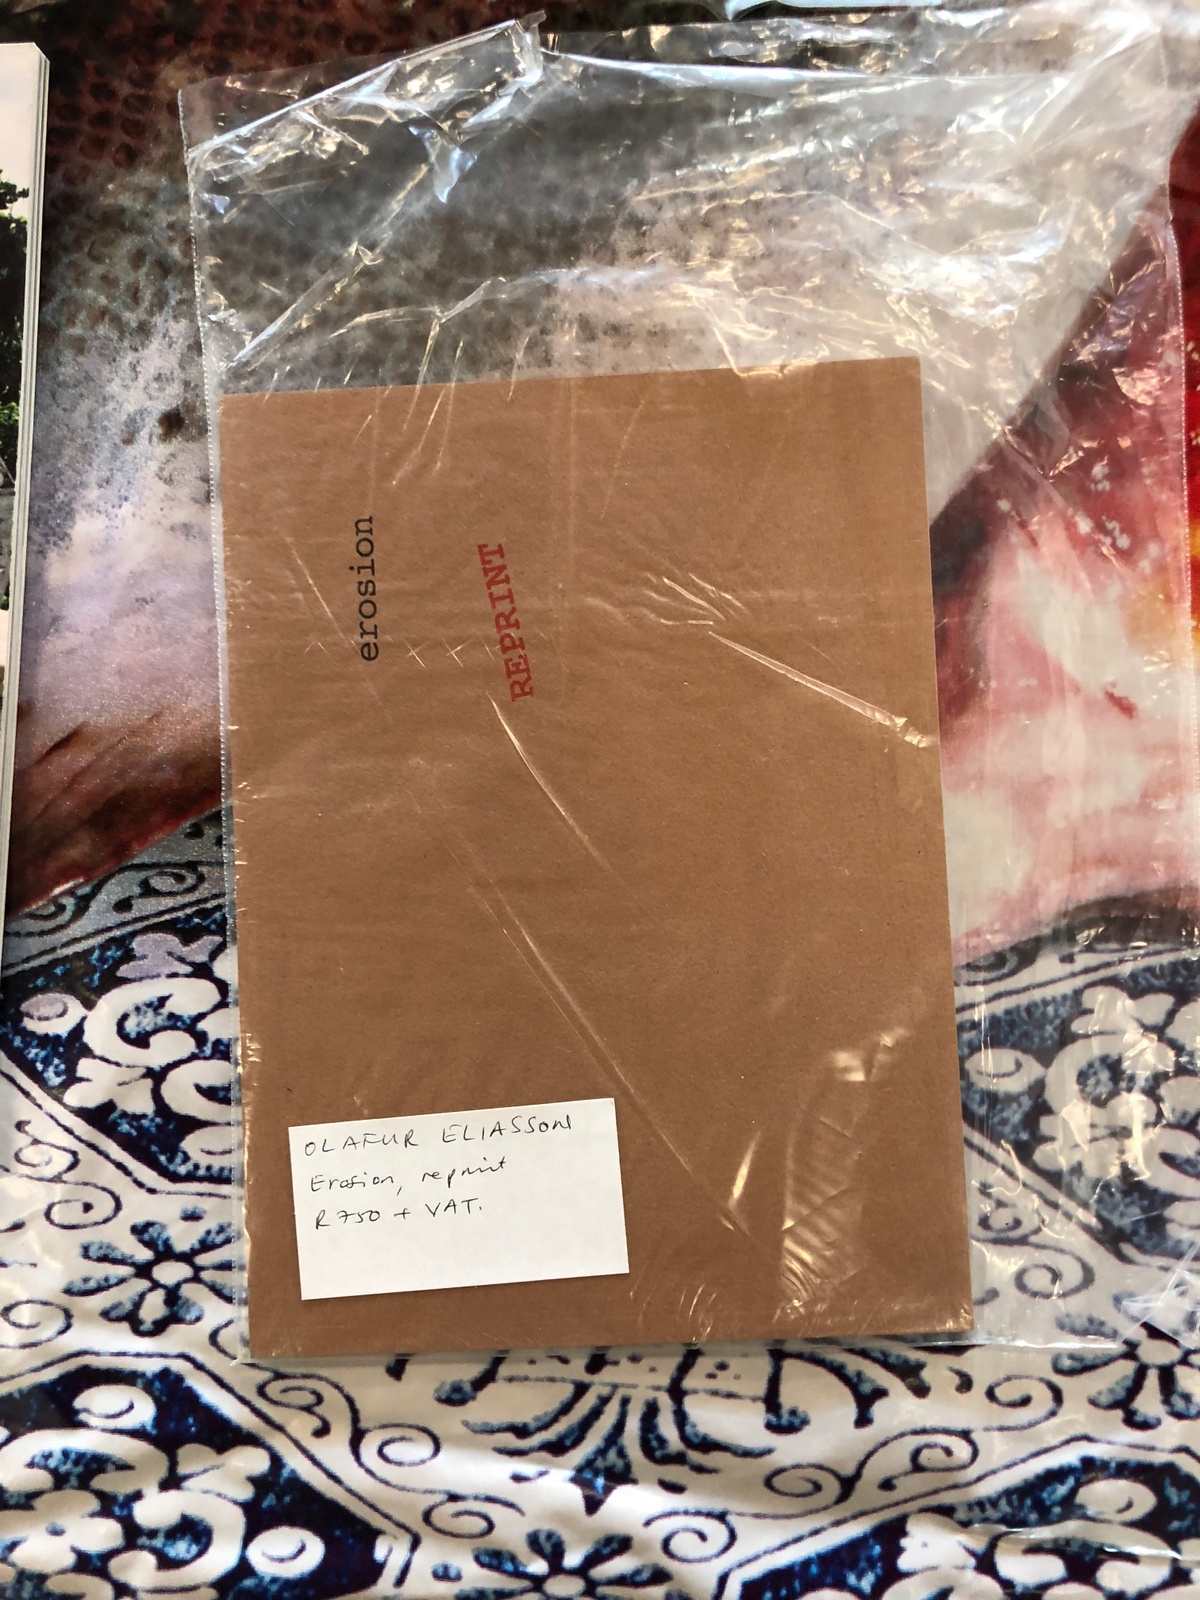 erosion
REPRINT
OLAFUR ELIASSON
Erosion, reprint
R750 + VAT.